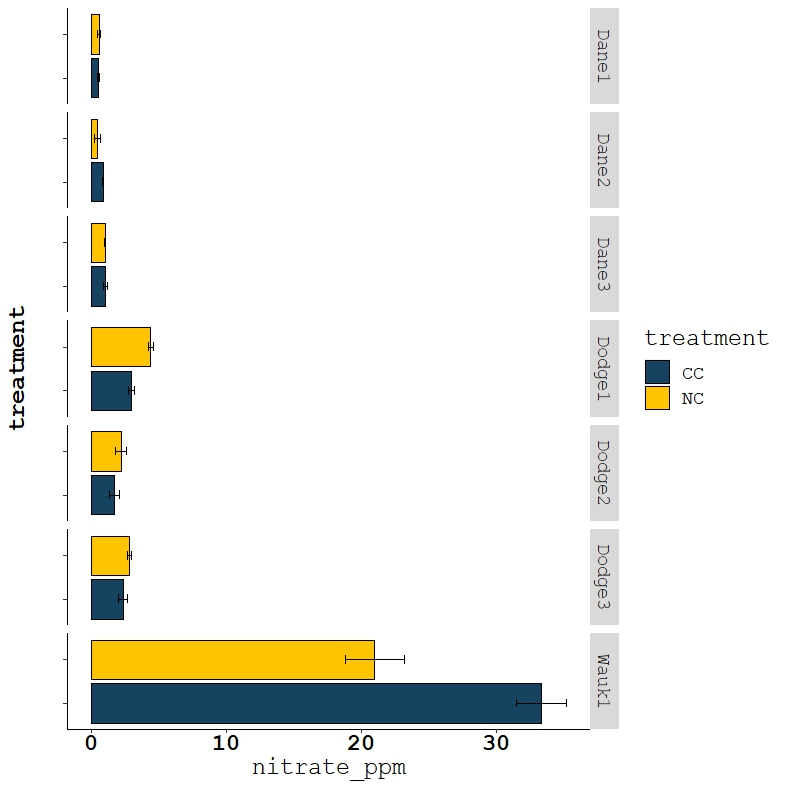 treatment
Dane1
Dane2
Dane3
Dodge1
Dodge2
Dodge3
Wauk1
0 10 20 30
nitrate_ppm
treatment
CC
NC